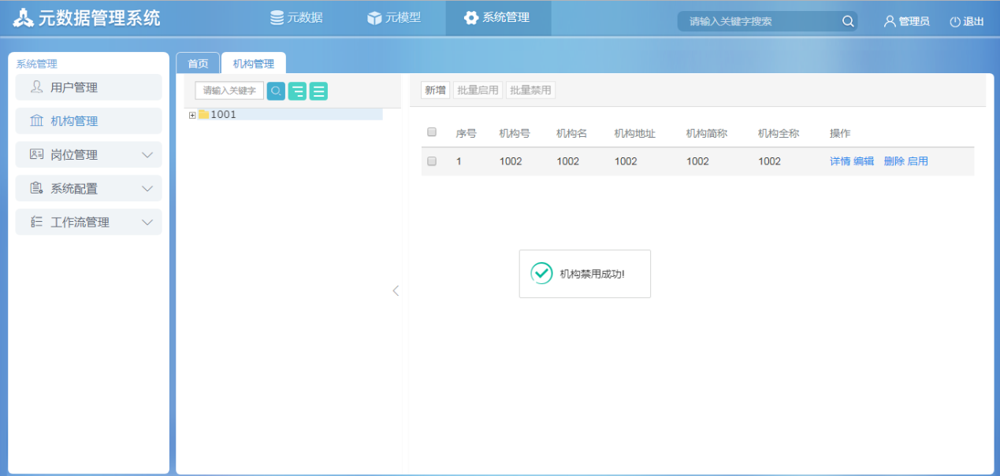 元数据管理系统
元数据
元模型
系统管理
请输入关键字搜索
管理员
退出
系统管理
用户管理
机构管理
岗位管理
系统配置
工作流管理
首页
机构管理
请输入关键字
1001
新增 批量启用 批量禁用
序号 机构号 机构名 机构地址 机构简称 机构全称 操作
1 1002 1002 1002 1002 1002 详情 编辑 删除 启用
机构禁用成功!